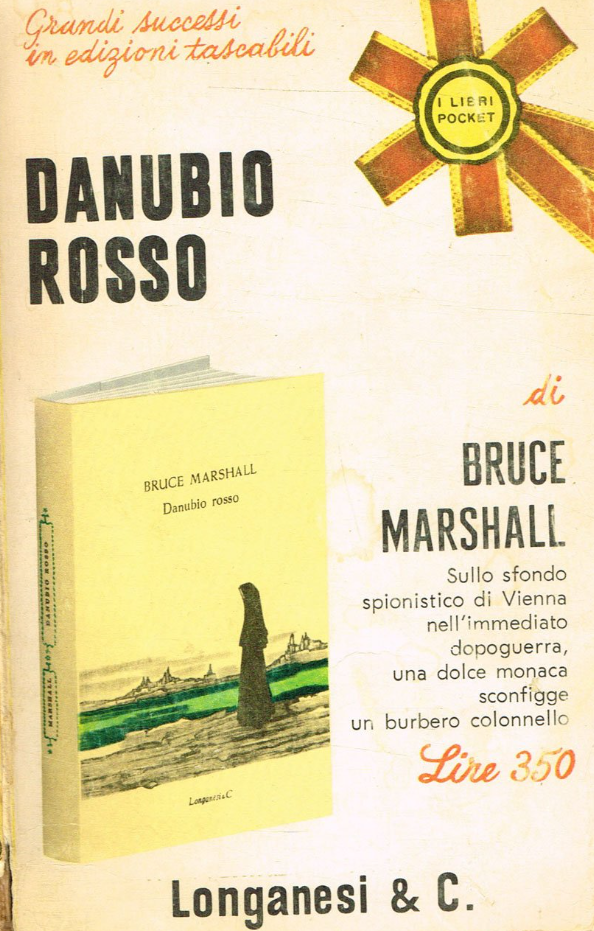 Grandi successi
in edizioni tascabili
I LIBRI
POCKET
DANUBIO
ROSSO
di
BRUCE
MARSHALL
Sullo sfondo
spionistico di Vienna
nell'immediato
dopoguerra,
una dolce monaca
sconfigge
un burbero colonnello
Lire 350
BRUCE MARSHALL
Danubio rosso
MARSHALL
DANUBIO ROSSO
Longanesi & C
Longanesi & C.